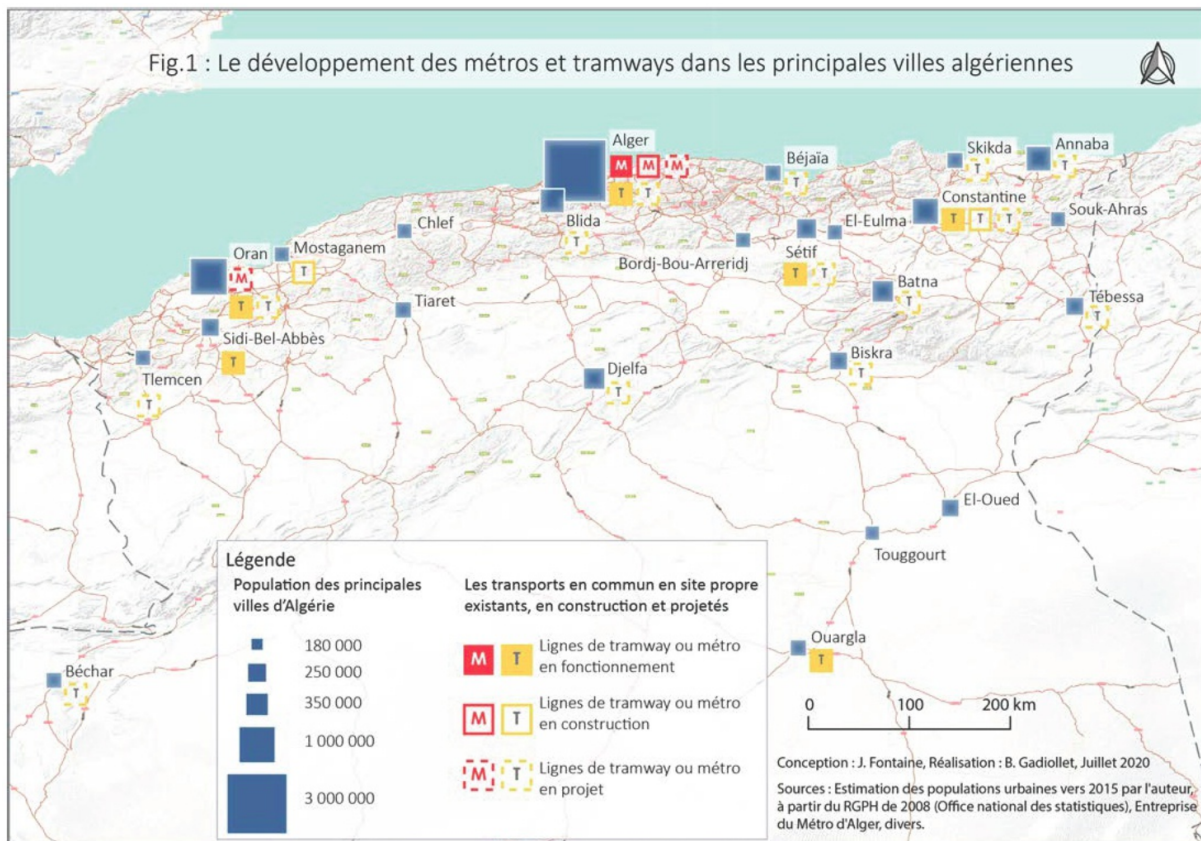 Fig.1 : Le développement des métros et tramways dans les principales villes algériennes
Alger
M M M
T T
Béjaïa
T
Skikda
T
Annaba
T
Blida
T
Constantine
T T T
Souk-Ahras
El-Eulma
Chlef
Mostaganem
T
Oran
M
T T
Bordj-Bou-Arreridj
Sétif
T T
Batna
T
Tébessa
T
Tiaret
Sidi-Bel-Abbès
T
Tlemcen
T
Djelfa
T
Biskra
T
El-Oued
Touggourt
Ouargla
T
Béchar
T
Légende
Population des principales
villes d'Algérie
180 000
250 000
350 000
1 000 000
3 000 000
Les transports en commun en site propre
existants, en construction et projetés
M T Lignes de tramway ou métro
en fonctionnement
M T Lignes de tramway ou métro
en construction
M T Lignes de tramway ou métro
en projet
0 100 200 km
Conception : J. Fontaine, Réalisation : B. Gadiollet, Juillet 2020
Sources : Estimation des populations urbaines vers 2015 par l'auteur,
à partir du RGPH de 2008 (Office national des statistiques), Entreprise
du Métro d'Alger, divers.